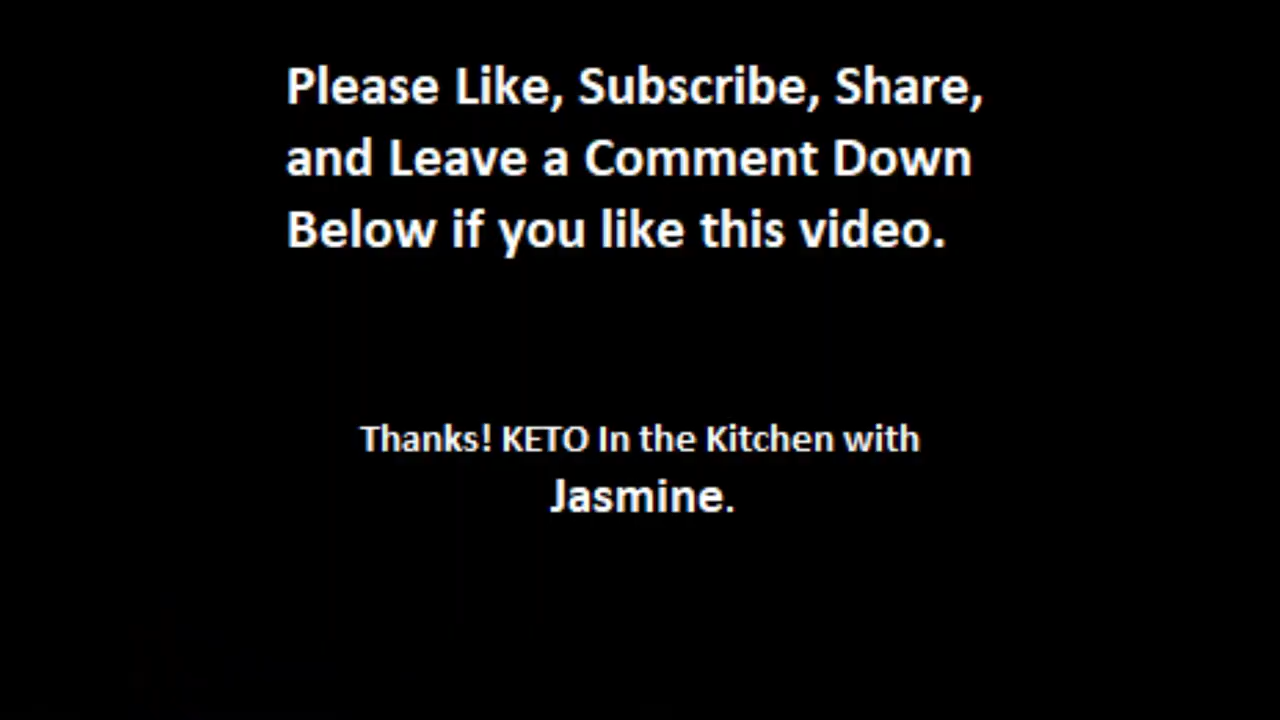 Please Like, Subscribe, Share,
and Leave a Comment Down
Below if you like this video.
Thanks! KETO In the Kitchen with
Jasmine.